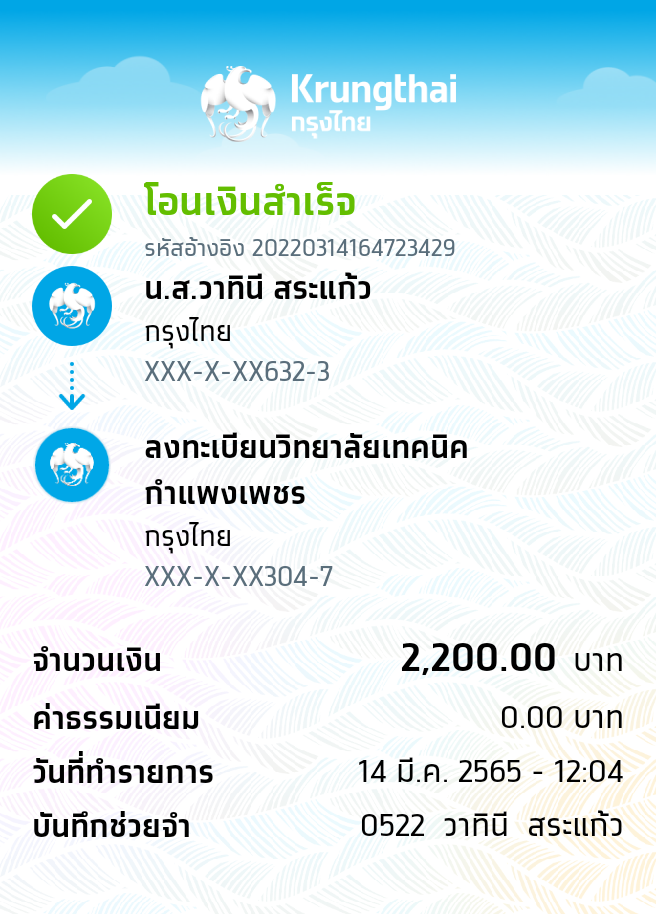 Krungthai
กรุงไทย
โอนเงินสำเร็จ
รหัสอ้างอิง 20220314164723429
น.ส.วาทินี สระแก้ว
กรุงไทย
XXX-X-XX632-3
ลงทะเบียนวิทยาลัยเทคนิค
กำแพงเพชร
กรุงไทย
XXX-X-XX304-7
จำนวนเงิน 2,200.00 บาท
ค่าธรรมเนียม 0.00 บาท
วันที่ทำรายการ 14 มี.ค. 2565 - 12:04
บันทึกช่วยจำ 0522 วาทินี สระแก้ว